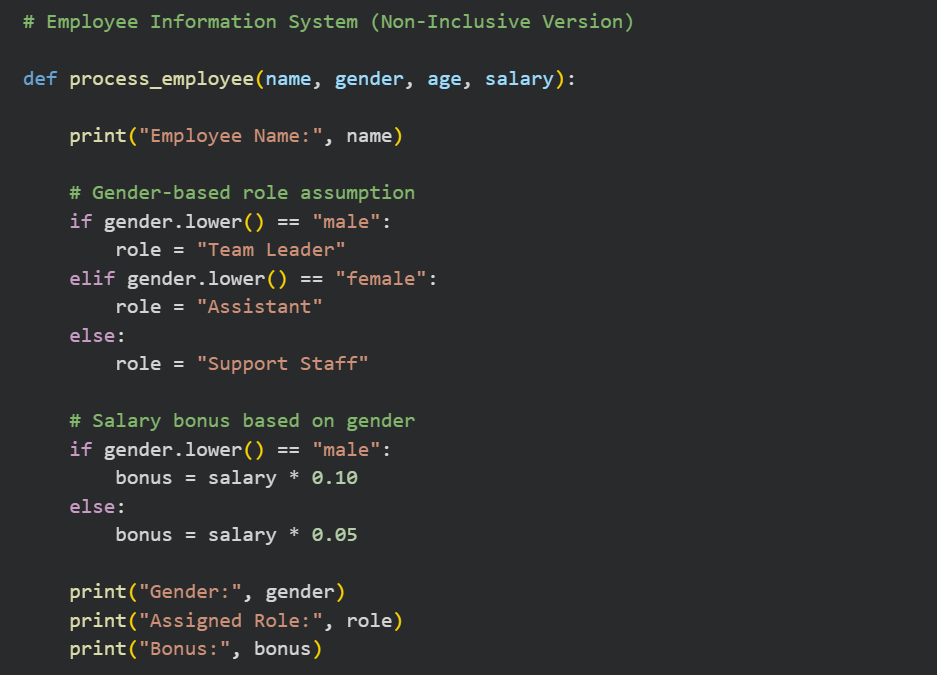 # Employee Information System (Non-Inclusive Version)
def process_employee(name, gender, age, salary):
    print("Employee Name:", name)
    # Gender-based role assumption
    if gender.lower() == "male":
        role = "Team Leader"
    elif gender.lower() == "female":
        role = "Assistant"
    else:
        role = "Support Staff"
    # Salary bonus based on gender
    if gender.lower() == "male":
        bonus = salary * 0.10
    else:
        bonus = salary * 0.05
    print("Gender:", gender)
    print("Assigned Role:", role)
    print("Bonus:", bonus)